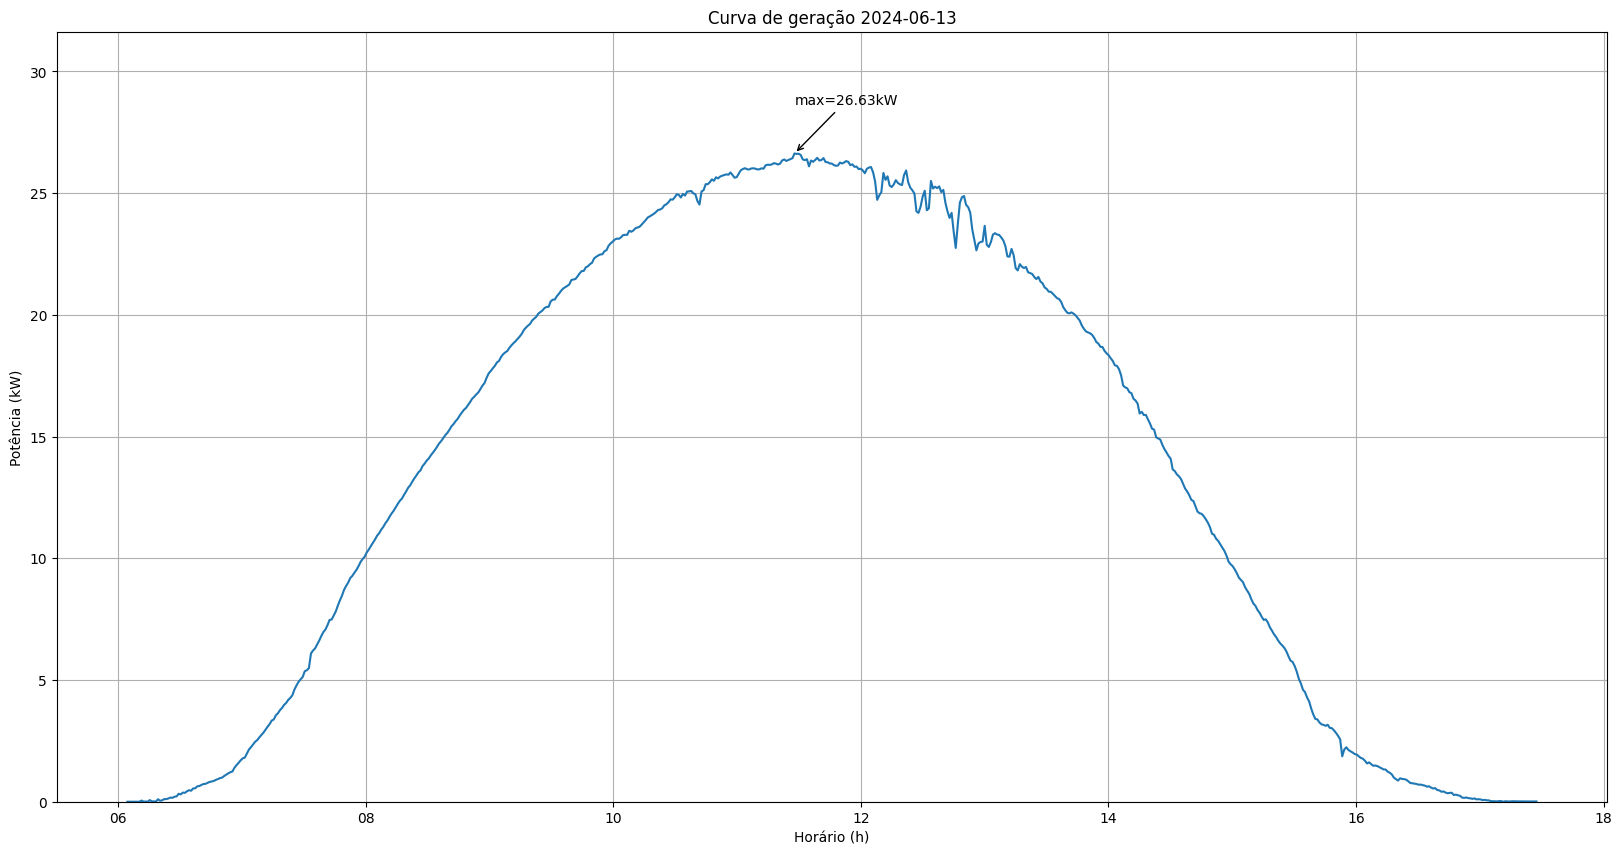 Curva de geração 2024-06-13
30
max=26.63kW
25
20
15
Potência (kW)
10
5
0
06 08 10 12 14 16 18
Horário (h)